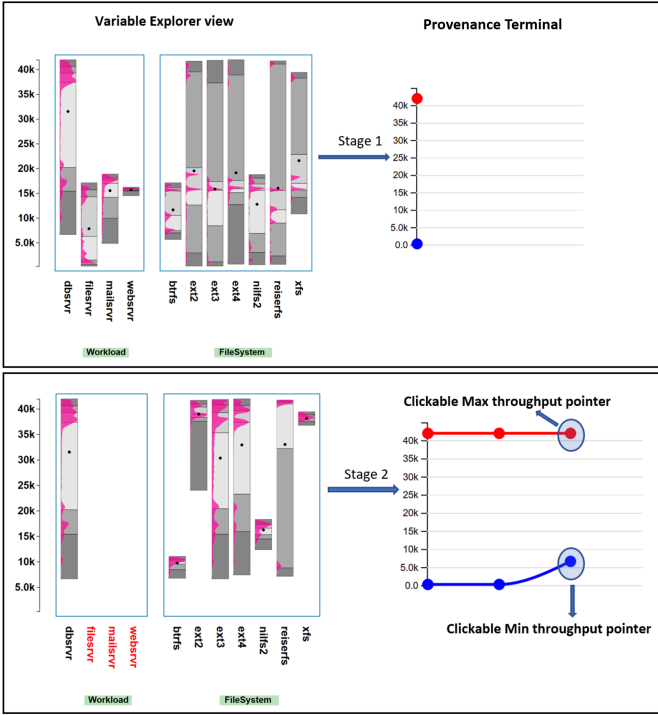 Variable Explorer view
Provenance Terminal
40k
35k
30k
25k
20k
15k
10k
5.0k
dbsrvr
filesrvr
mailsrvr
websrvr
Workload
btrfs
ext2
ext3
ext4
nilfs2
reiserfs
xfs
FileSystem
Stage 1
40k
35k
30k
25k
20k
15k
10k
5.0k
0.0
40k
35k
30k
25k
20k
15k
10k
5.0k
dbsrvr
filesrvr
mailsrvr
websrvr
Workload
btrfs
ext2
ext3
ext4
nilfs2
reiserfs
xfs
FileSystem
Stage 2
Clickable Max throughput pointer
40k
35k
30k
25k
20k
15k
10k
5.0k
0.0
Clickable Min throughput pointer